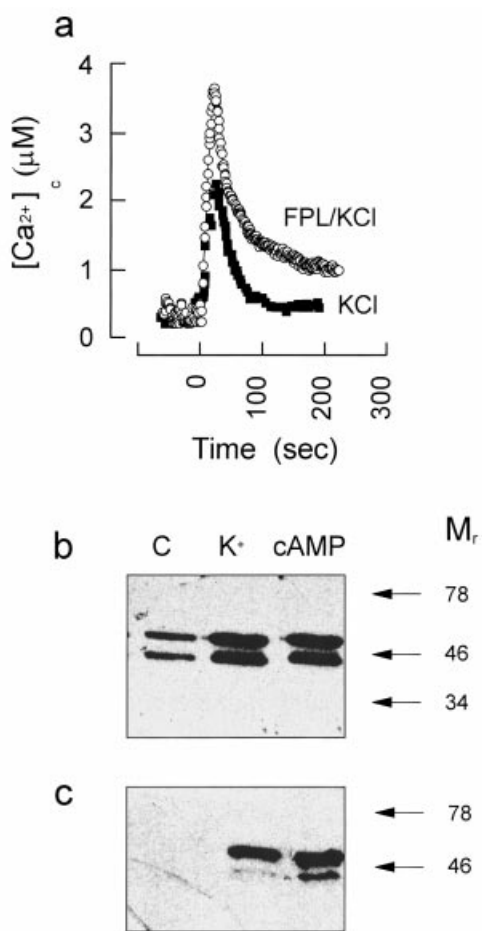 a
4
3
2
1
0
[Ca²⁺]c (μM)
FPL/KCl
KCl
0
100
200
300
Time (sec)
b
C K⁺ cAMP Mr
78
46
34
c
78
46